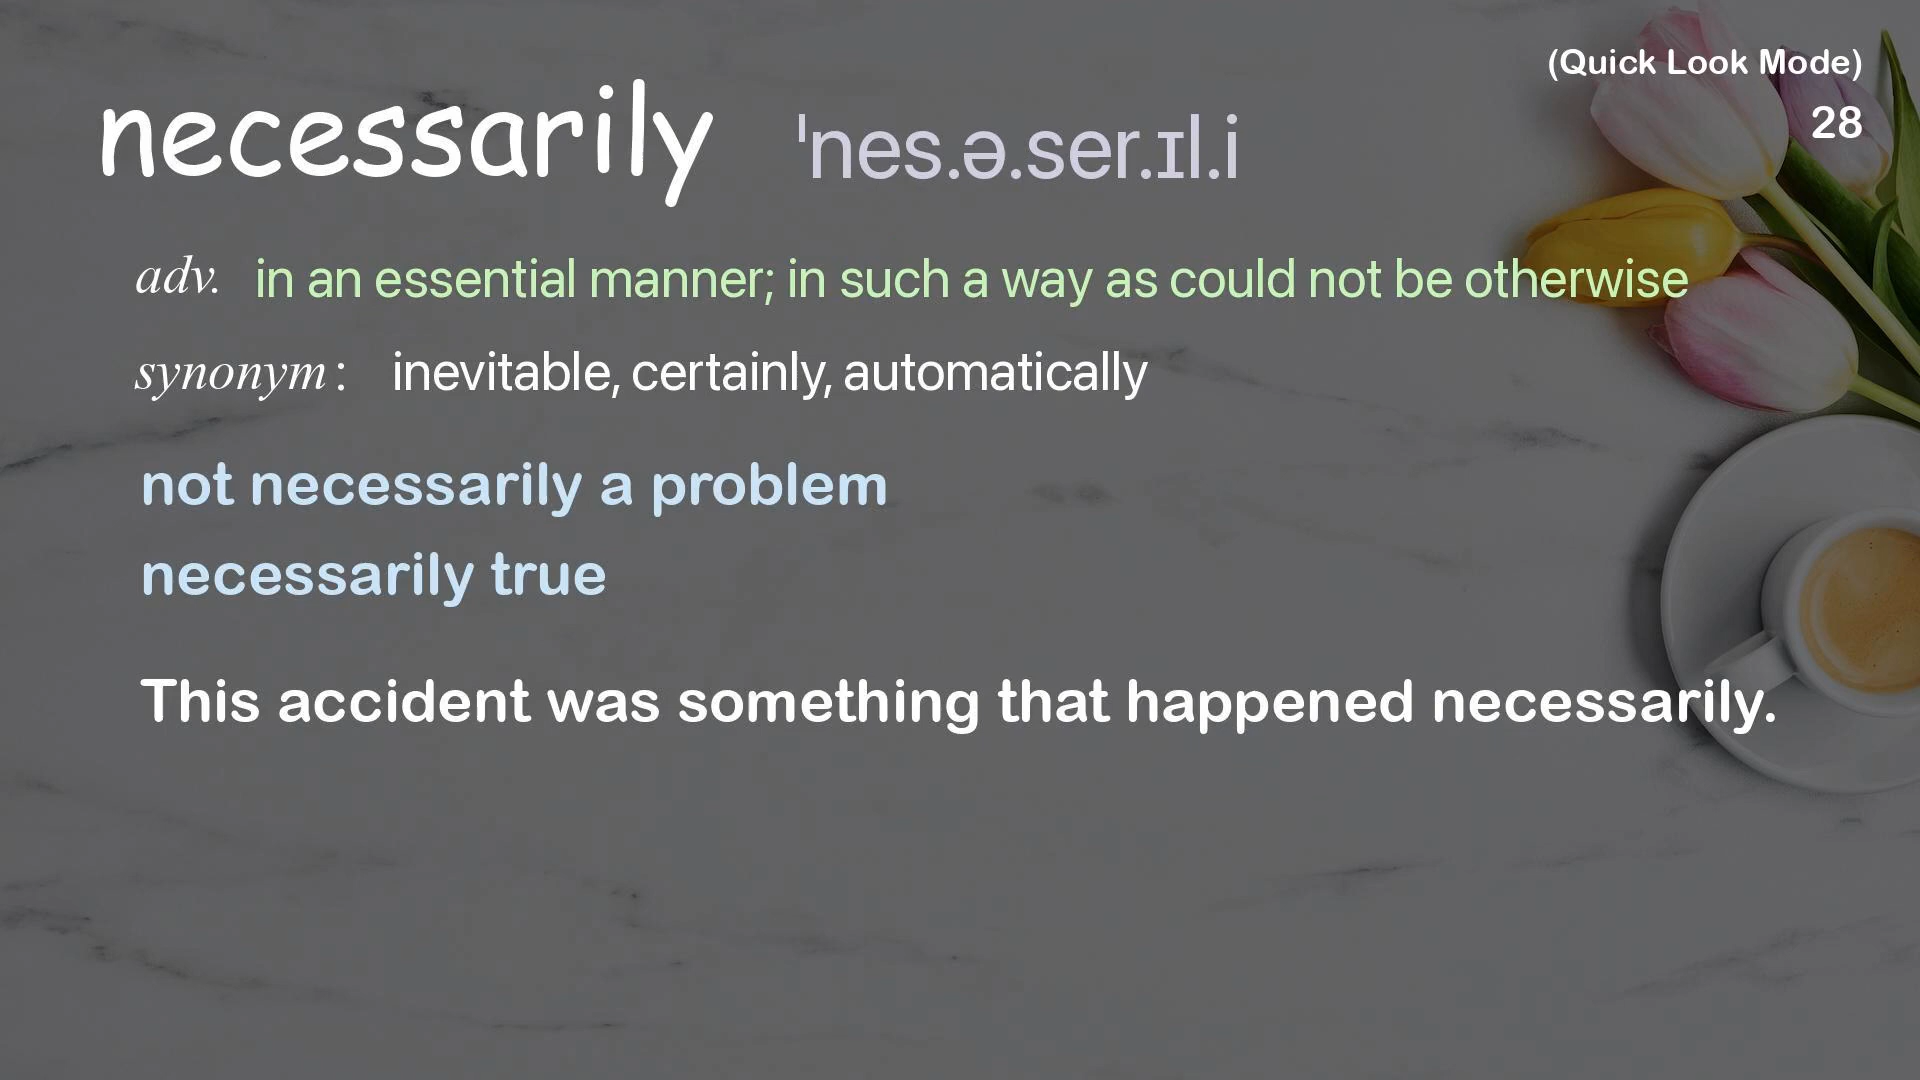 (Quick Look Mode)
28
necessarily ˈnes.ə.ser.ɪl.i
adv. in an essential manner; in such a way as could not be otherwise
synonym : inevitable, certainly, automatically
not necessarily a problem
necessarily true
This accident was something that happened necessarily.